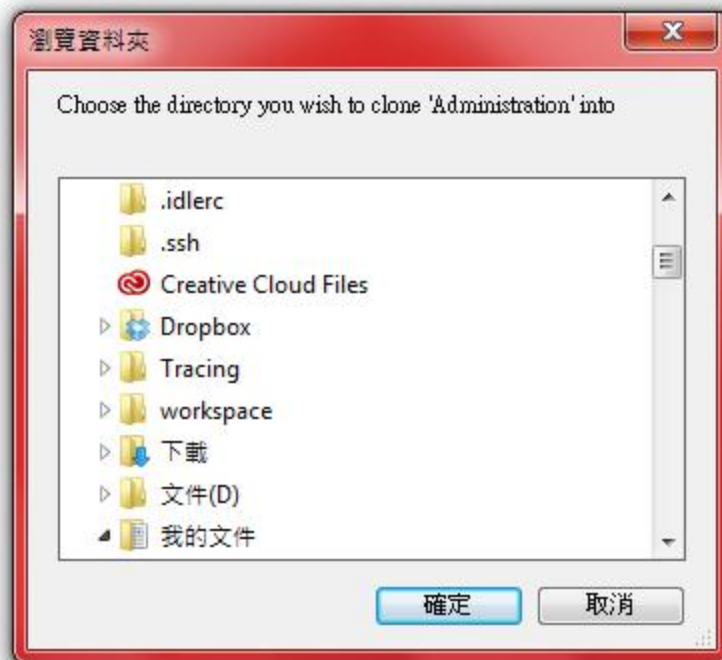 瀏覽資料夾
Choose the directory you wish to clone 'Administration' into
.idlerc
.ssh
Creative Cloud Files
Dropbox
Tracing
workspace
下載
文件(D)
我的文件
確定
取消